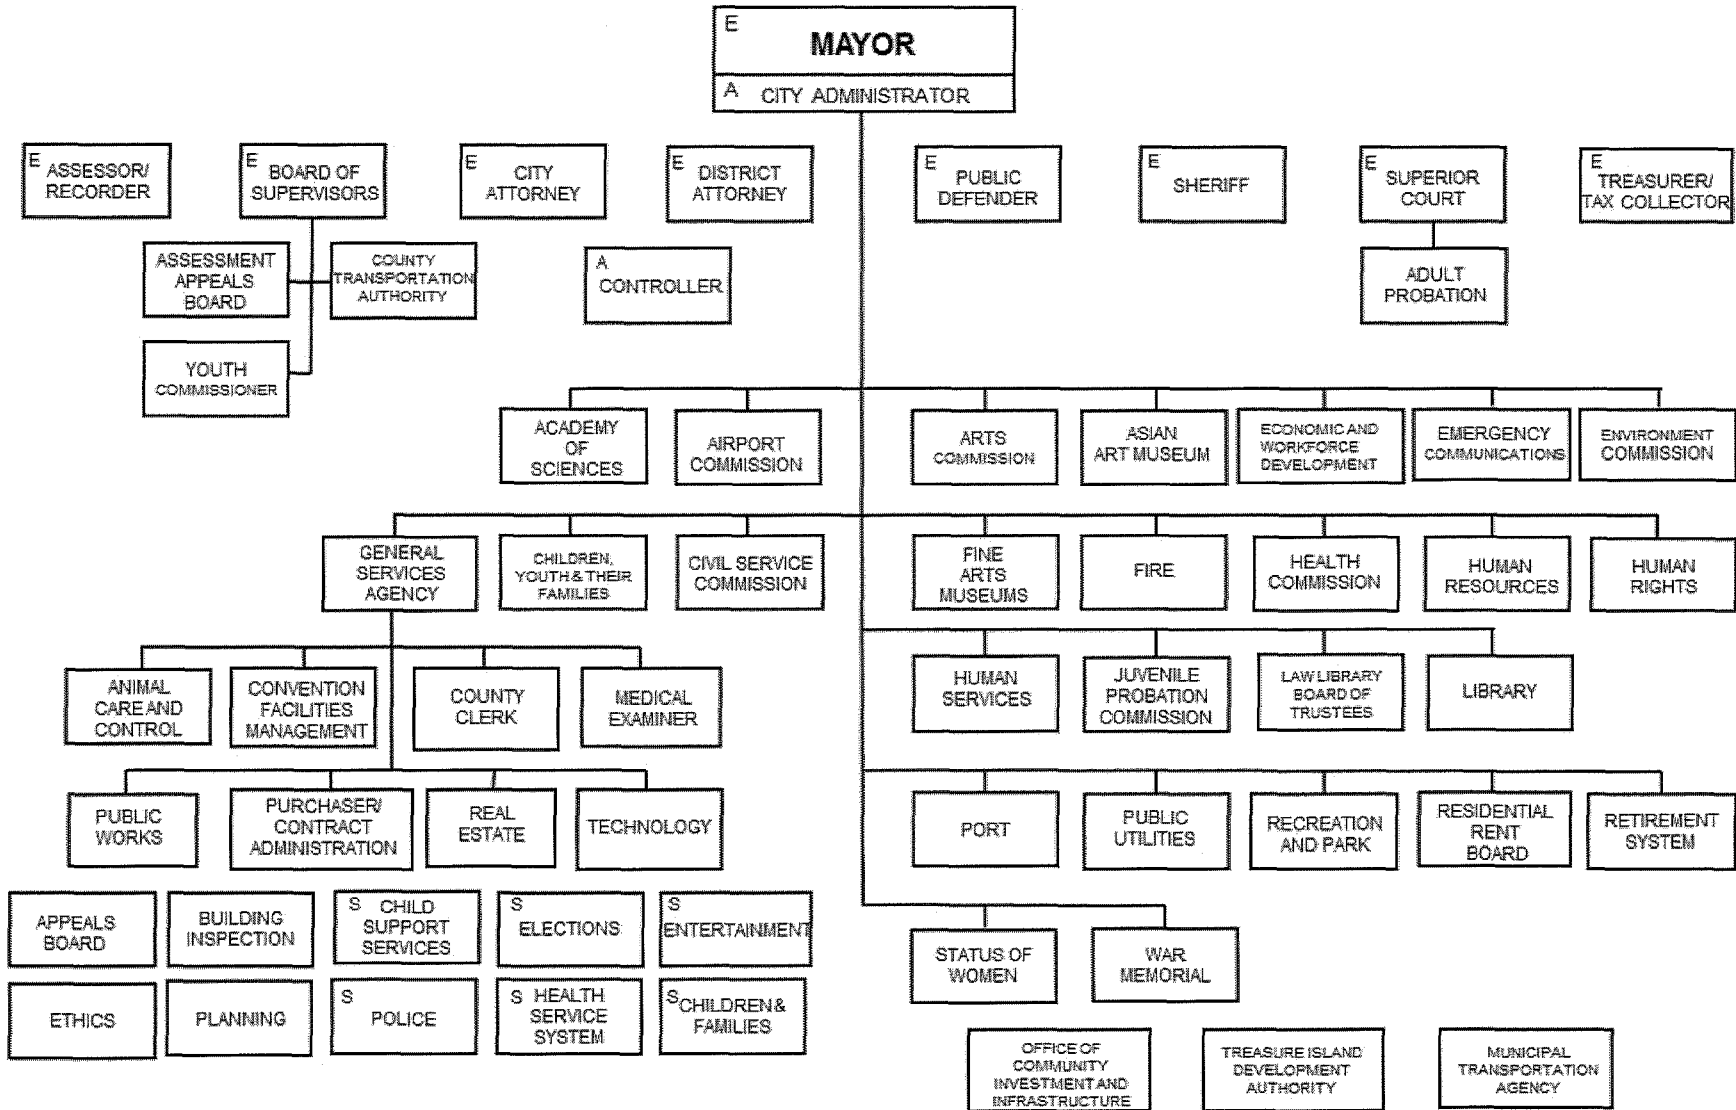 E
MAYOR
A CITY ADMINISTRATOR
E ASSESSOR/
RECORDER
E BOARD OF
SUPERVISORS
E CITY
ATTORNEY
E DISTRICT
ATTORNEY
E PUBLIC
DEFENDER
E SHERIFF
E SUPERIOR
COURT
E TREASURER/
TAX COLLECTOR
ASSESSMENT
APPEALS
BOARD
COUNTY
TRANSPORTATION
AUTHORITY
A
CONTROLLER
ADULT
PROBATION
YOUTH
COMMISSIONER
ACADEMY
OF
SCIENCES
AIRPORT
COMMISSION
ARTS
COMMISSION
ASIAN
ART MUSEUM
ECONOMIC AND
WORKFORCE
DEVELOPMENT
EMERGENCY
COMMUNICATIONS
ENVIRONMENT
COMMISSION
GENERAL
SERVICES
AGENCY
CHILDREN,
YOUTH & THEIR
FAMILIES
CIVIL SERVICE
COMMISSION
FINE
ARTS
MUSEUMS
FIRE
HEALTH
COMMISSION
HUMAN
RESOURCES
HUMAN
RIGHTS
ANIMAL
CARE AND
CONTROL
CONVENTION
FACILITIES
MANAGEMENT
COUNTY
CLERK
MEDICAL
EXAMINER
HUMAN
SERVICES
JUVENILE
PROBATION
COMMISSION
LAW LIBRARY
BOARD OF
TRUSTEES
LIBRARY
PUBLIC
WORKS
PURCHASER/
CONTRACT
ADMINISTRATION
REAL
ESTATE
TECHNOLOGY
PORT
PUBLIC
UTILITIES
RECREATION
AND PARK
RESIDENTIAL
RENT
BOARD
RETIREMENT
SYSTEM
APPEALS
BOARD
BUILDING
INSPECTION
S CHILD
SUPPORT
SERVICES
S
ELECTIONS
S
ENTERTAINMENT
STATUS OF
WOMEN
WAR
MEMORIAL
ETHICS
PLANNING
S
POLICE
S HEALTH
SERVICE
SYSTEM
S CHILDREN &
FAMILIES
OFFICE OF
COMMUNITY
INVESTMENT AND
INFRASTRUCTURE
TREASURE ISLAND
DEVELOPMENT
AUTHORITY
MUNICIPAL
TRANSPORTATION
AGENCY